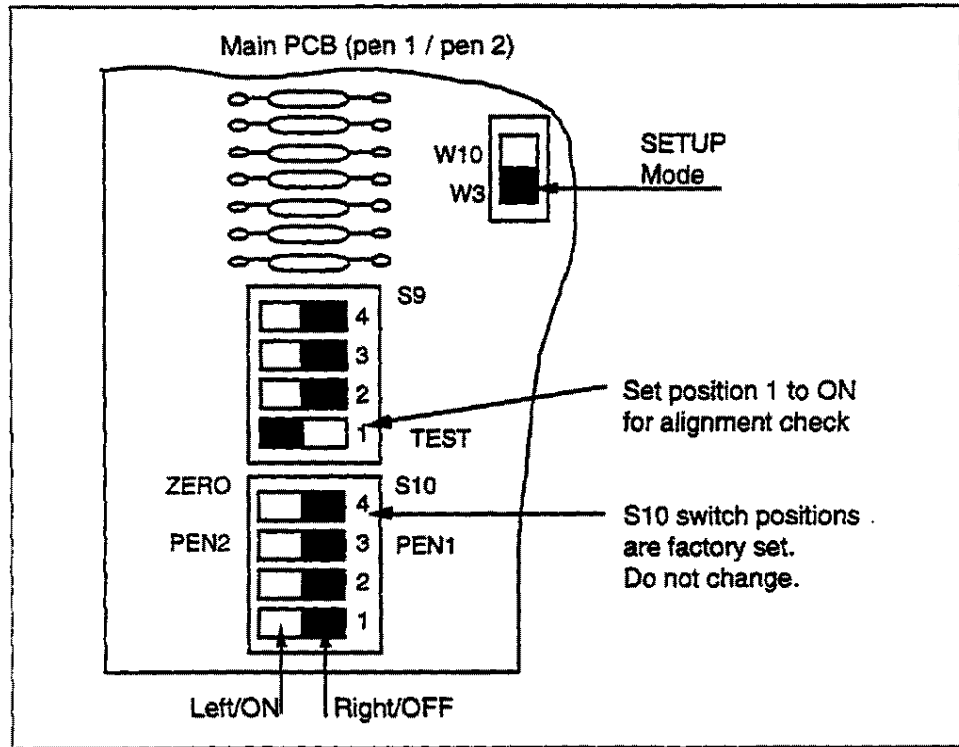 Main PCB (pen 1 / pen 2)
W10
W3
SETUP
Mode
S9
4
3
2
1
TEST
Set position 1 to ON
for alignment check
ZERO
S10
4
PEN2
3
PEN1
2
1
S10 switch positions
are factory set.
Do not change.
Left/ON
Right/OFF